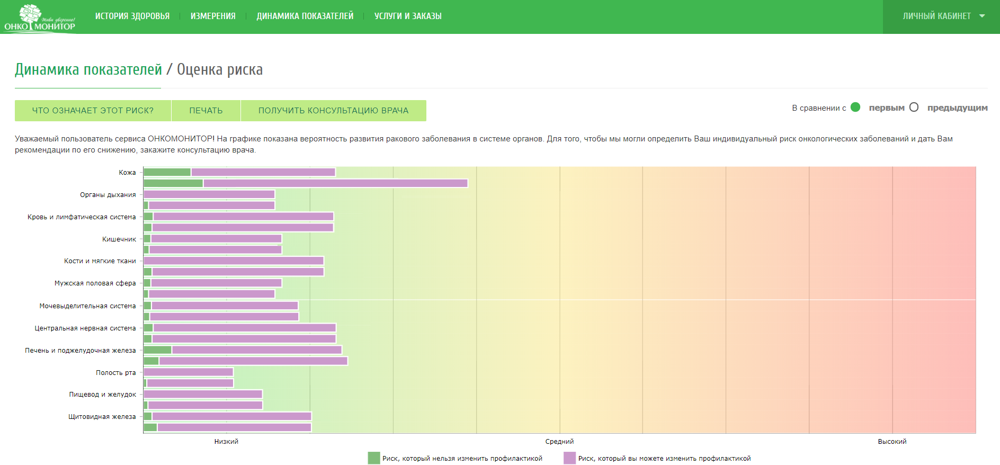 Живи уверенно!
ОНКО МОНИТОР
ИСТОРИЯ ЗДОРОВЬЯ
ИЗМЕРЕНИЯ
ДИНАМИКА ПОКАЗАТЕЛЕЙ
УСЛУГИ И ЗАКАЗЫ
ЛИЧНЫЙ КАБИНЕТ
Динамика показателей / Оценка риска
ЧТО ОЗНАЧАЕТ ЭТОТ РИСК?
ПЕЧАТЬ
ПОЛУЧИТЬ КОНСУЛЬТАЦИЮ ВРАЧА
В сравнении с первым предыдущим
Уважаемый пользователь сервиса ОНКОМОНИТОР! На графике показана вероятность развития ракового заболевания в системе органов. Для того, чтобы мы могли определить Ваш индивидуальный риск онкологических заболеваний и дать Вам
рекомендации по его снижению, закажите консультацию врача.
Кожа
Органы дыхания
Кровь и лимфатическая система
Кишечник
Кости и мягкие ткани
Мужская половая сфера
Мочевыделительная система
Центральная нервная система
Печень и поджелудочная железа
Полость рта
Пищевод и желудок
Щитовидная железа
Низкий
Средний
Высокий
Риск, который нельзя изменить профилактикой
Риск, который вы можете изменить профилактикой